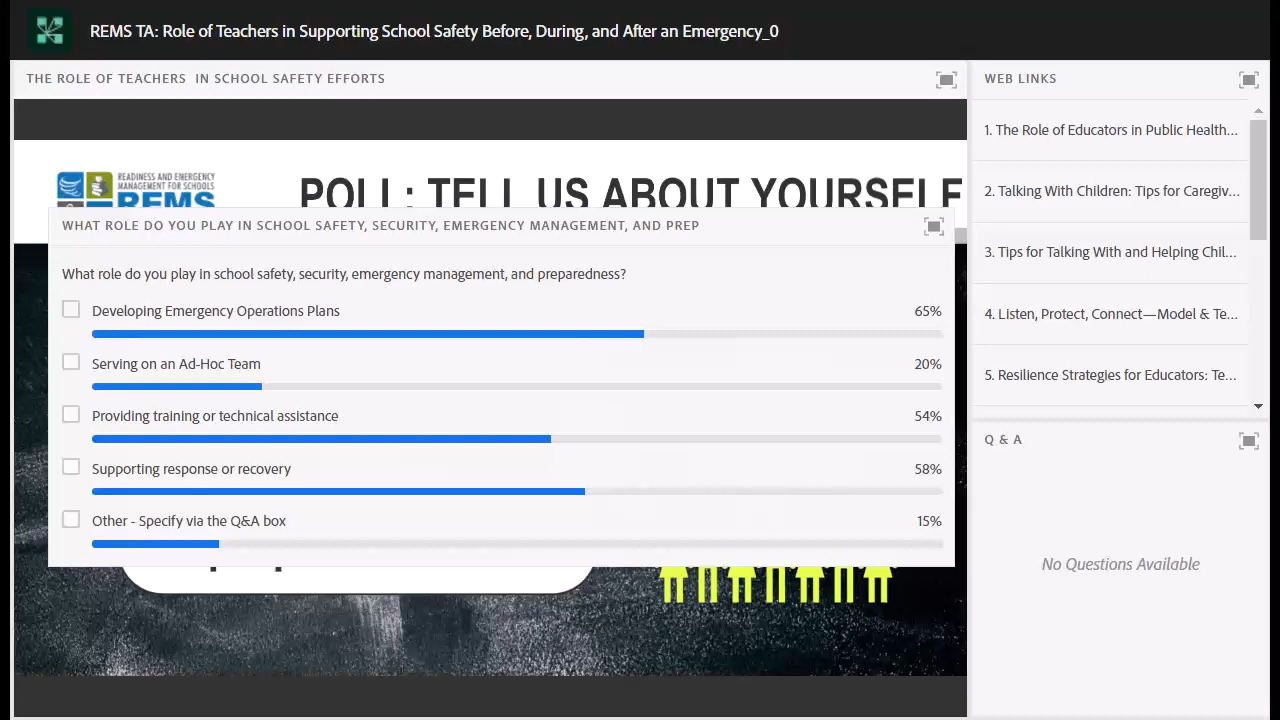 REMS TA: Role of Teachers in Supporting School Safety Before, During, and After an Emergency_0
THE ROLE OF TEACHERS IN SCHOOL SAFETY EFFORTS
READINESS AND EMERGENCY
MANAGEMENT FOR SCHOOLS
REMS
POLL: TELL US ABOUT YOURSELF
WHAT ROLE DO YOU PLAY IN SCHOOL SAFETY, SECURITY, EMERGENCY MANAGEMENT, AND PREP
What role do you play in school safety, security, emergency management, and preparedness?
Developing Emergency Operations Plans 65%
Serving on an Ad-Hoc Team 20%
Providing training or technical assistance 54%
Supporting response or recovery 58%
Other - Specify via the Q&A box 15%
WEB LINKS
1. The Role of Educators in Public Health...
2. Talking With Children: Tips for Caregiv...
3. Tips for Talking With and Helping Chil...
4. Listen, Protect, Connect—Model & Te...
5. Resilience Strategies for Educators: Te...
Q & A
No Questions Available